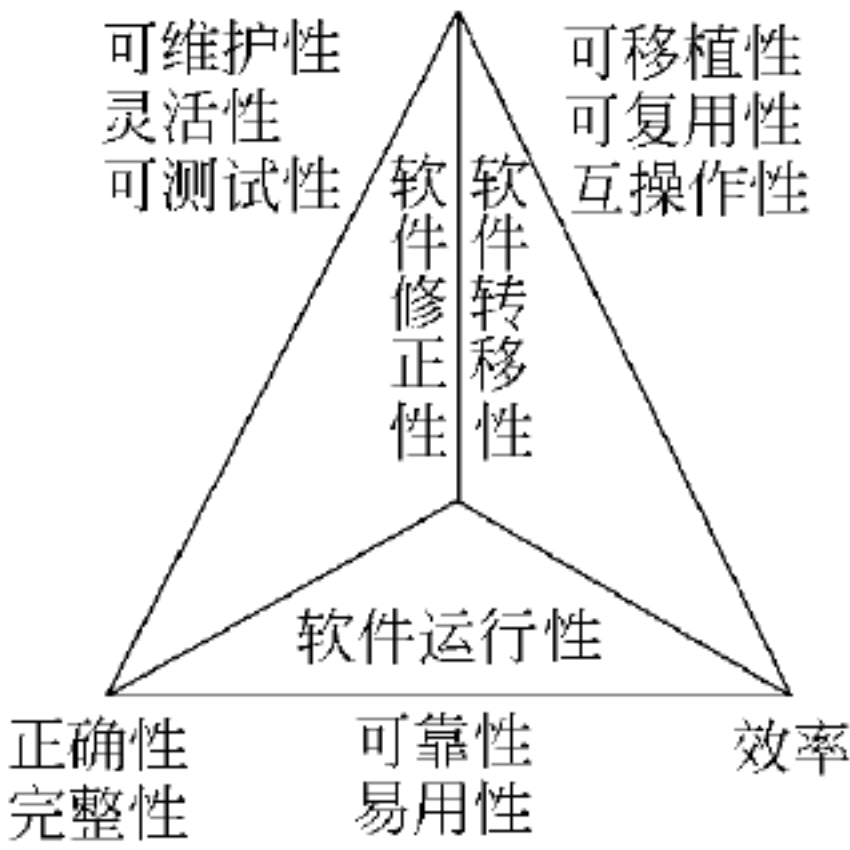 可维护性
灵活性
可测试性
可移植性
可复用性
互操作性
软件修正性
软件转移性
软件运行性
正确性
完整性
可靠性
易用性
效率